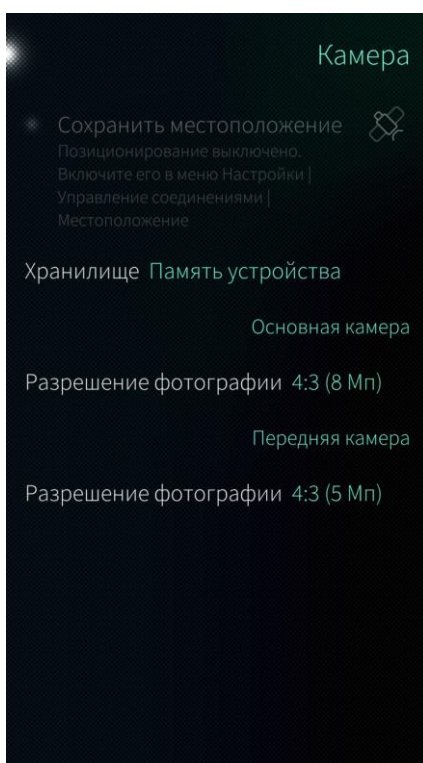 Камера
Сохранить местоположение
Позиционирование выключено.
Включите его в меню Настройки |
Управление соединениями |
Местоположение
Хранилище Память устройства
Основная камера
Разрешение фотографии 4:3 (8 Мп)
Передняя камера
Разрешение фотографии 4:3 (5 Мп)